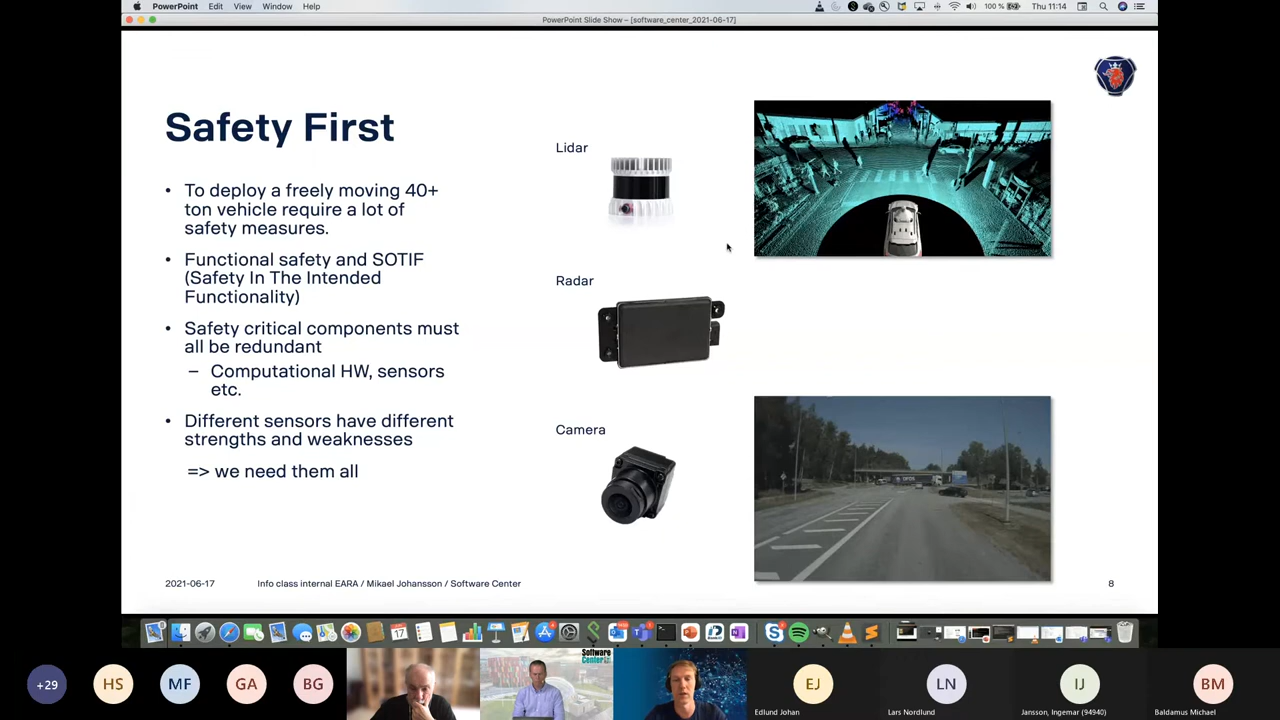 PowerPoint Edit View Window Help
100 % Thu 11:14
PowerPoint Slide Show – [software_center_2021-06-17]
Safety First
• To deploy a freely moving 40+
ton vehicle require a lot of
safety measures.
• Functional safety and SOTIF
(Safety In The Intended
Functionality)
• Safety critical components must
all be redundant
– Computational HW, sensors
etc.
• Different sensors have different
strengths and weaknesses
=> we need them all
Lidar
Radar
Camera
2021-06-17
Info class internal EARA / Mikael Johansson / Software Center
8
17
Software
Center
+29
HS
MF
GA
BG
EJ
LN
IJ
BM
Edlund Johan
Lars Nordlund
Jansson, Ingemar (94940)
Baldamus Michael